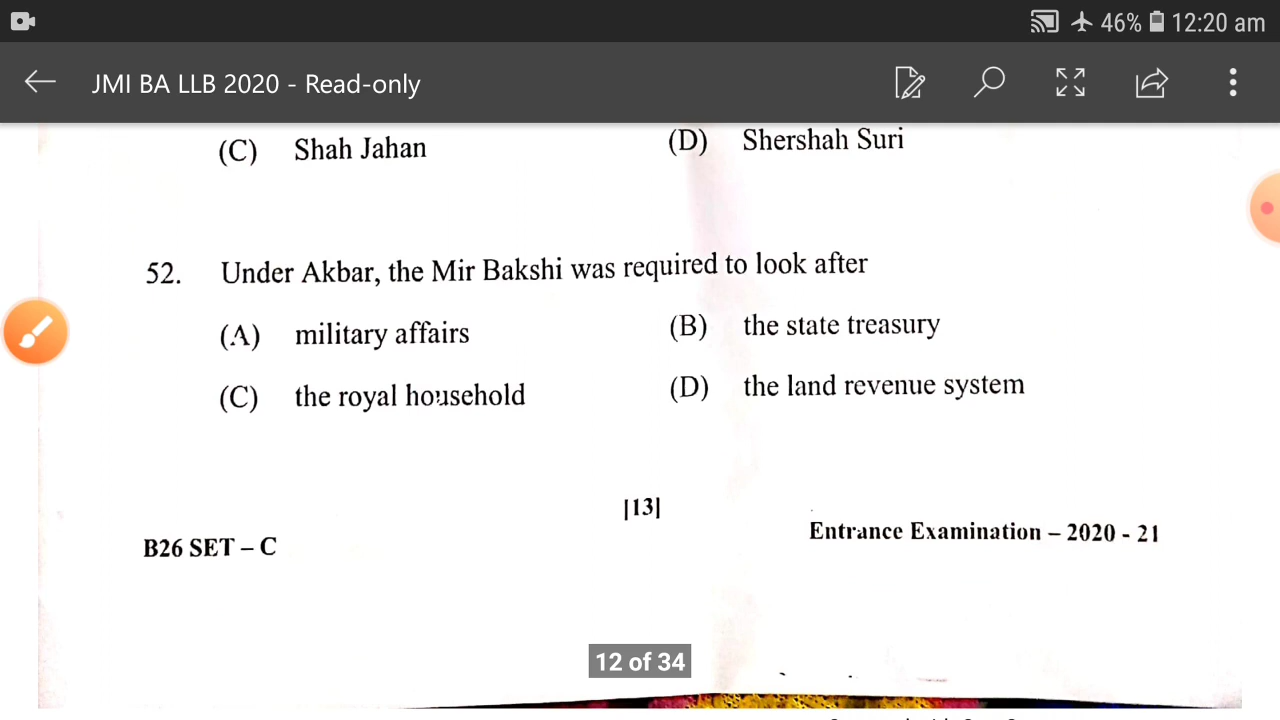 46% 12:20 am
JMI BA LLB 2020 - Read-only
(C) Shah Jahan (D) Shershah Suri
52. Under Akbar, the Mir Bakshi was required to look after
(A) military affairs (B) the state treasury
(C) the royal household (D) the land revenue system
[13]
B26 SET – C Entrance Examination – 2020 - 21
12 of 34